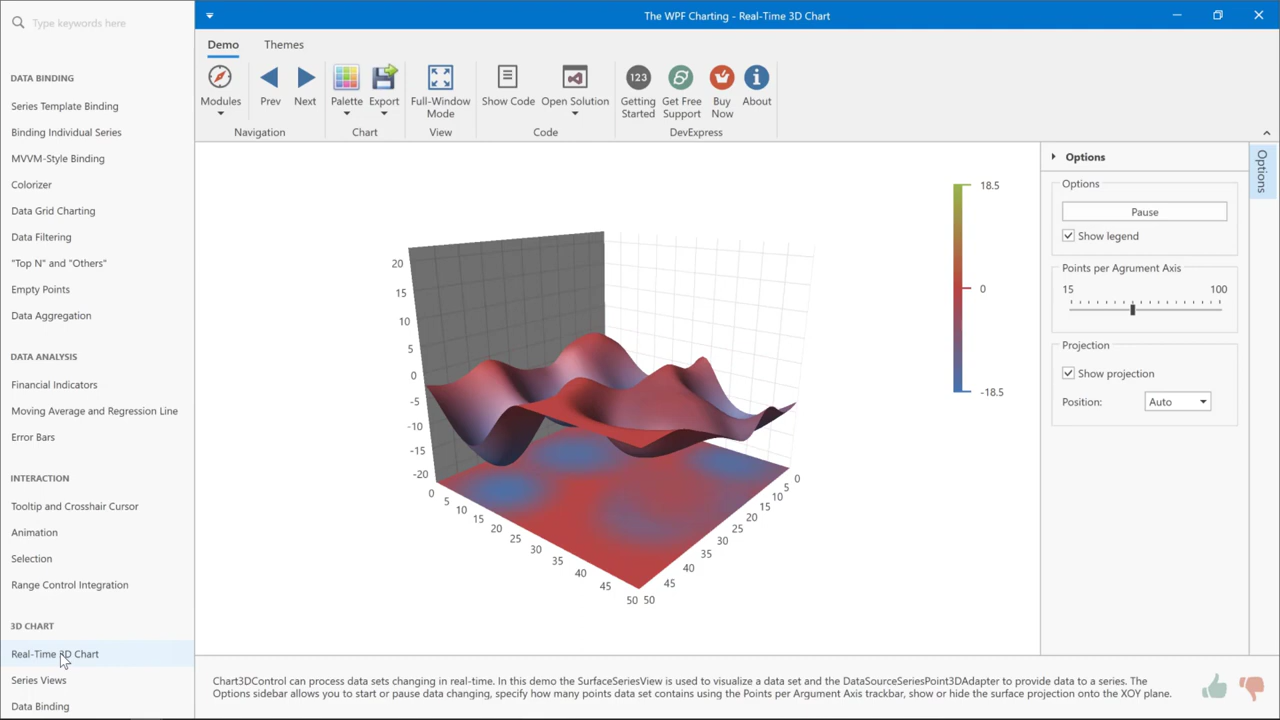 Type keywords here
The WPF Charting - Real-Time 3D Chart
Demo
Themes
Modules
Prev
Next
Palette
Export
Full-Window
Mode
Show Code
Open Solution
123
Getting
Started
Get Free
Support
Buy
Now
About
Navigation
Chart
View
Code
DevExpress
DATA BINDING
Series Template Binding
Binding Individual Series
MVVM-Style Binding
Colorizer
Data Grid Charting
Data Filtering
"Top N" and "Others"
Empty Points
Data Aggregation
DATA ANALYSIS
Financial Indicators
Moving Average and Regression Line
Error Bars
INTERACTION
Tooltip and Crosshair Cursor
Animation
Selection
Range Control Integration
3D CHART
Real-Time 3D Chart
Series Views
Data Binding
20
15
10
5
0
-5
-10
-15
-20
0
5
10
15
20
25
30
35
40
45
50
50
45
40
35
30
25
20
15
10
5
0
18.5
0
-18.5
Options
Options
Options
Pause
Show legend
Points per Agrument Axis
15 100
Projection
Show projection
Position: Auto
Chart3DControl can process data sets changing in real-time. In this demo the SurfaceSeriesView is used to visualize a data set and the DataSourceSeriesPoint3DAdapter to provide data to a series. The
Options sidebar allows you to start or pause data changing, specify how many points data set contains using the Points per Argument Axis trackbar, show or hide the surface projection onto the XOY plane.